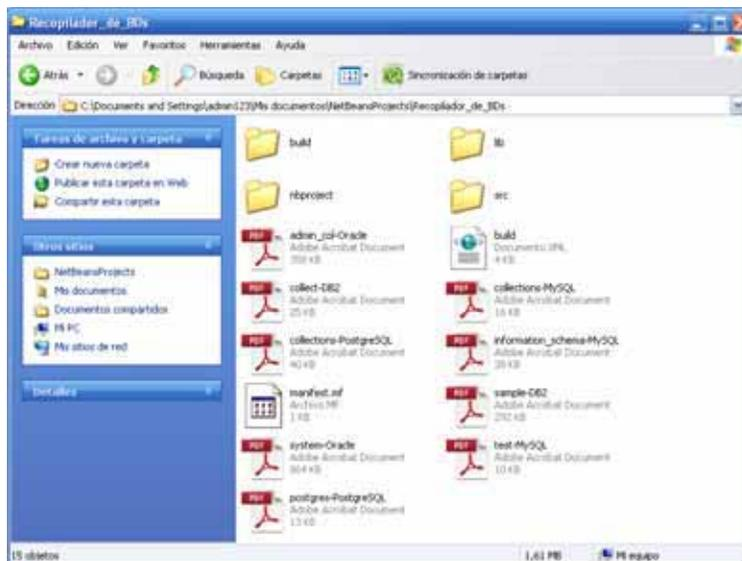 Recopilador_de_BDs
Archivo Edición Ver Favoritos Herramientas Ayuda
Atrás Búsqueda Carpetas Sincronización de carpetas
Dirección C:\Documents and Settings\admin123\Mis documentos\NetBeansProjects\Recopilador_de_BDs
Tareas de archivo y carpeta
Crear nueva carpeta
Publicar esta carpeta en Web
Compartir esta carpeta
Otros sitios
NetBeansProjects
Mis documentos
Documentos compartidos
Mi PC
Mis sitios de red
Detalles
build
lib
nbproject
src
admin_col-Oracle
Adobe Acrobat Document
build
Documento XML
4 KB
collect-DB2
Adobe Acrobat Document
25 KB
collections-MySQL
Adobe Acrobat Document
16 KB
collections-PostgreSQL
Adobe Acrobat Document
40 KB
information_schema-MySQL
Adobe Acrobat Document
manifest.mf
Archivo MF
1 KB
sample-DB2
Adobe Acrobat Document
292 KB
system-Oracle
Adobe Acrobat Document
864 KB
test-MySQL
Adobe Acrobat Document
10 KB
postgres-PostgreSQL
Adobe Acrobat Document
13 KB
15 objetos 1,61 MB Mi equipo